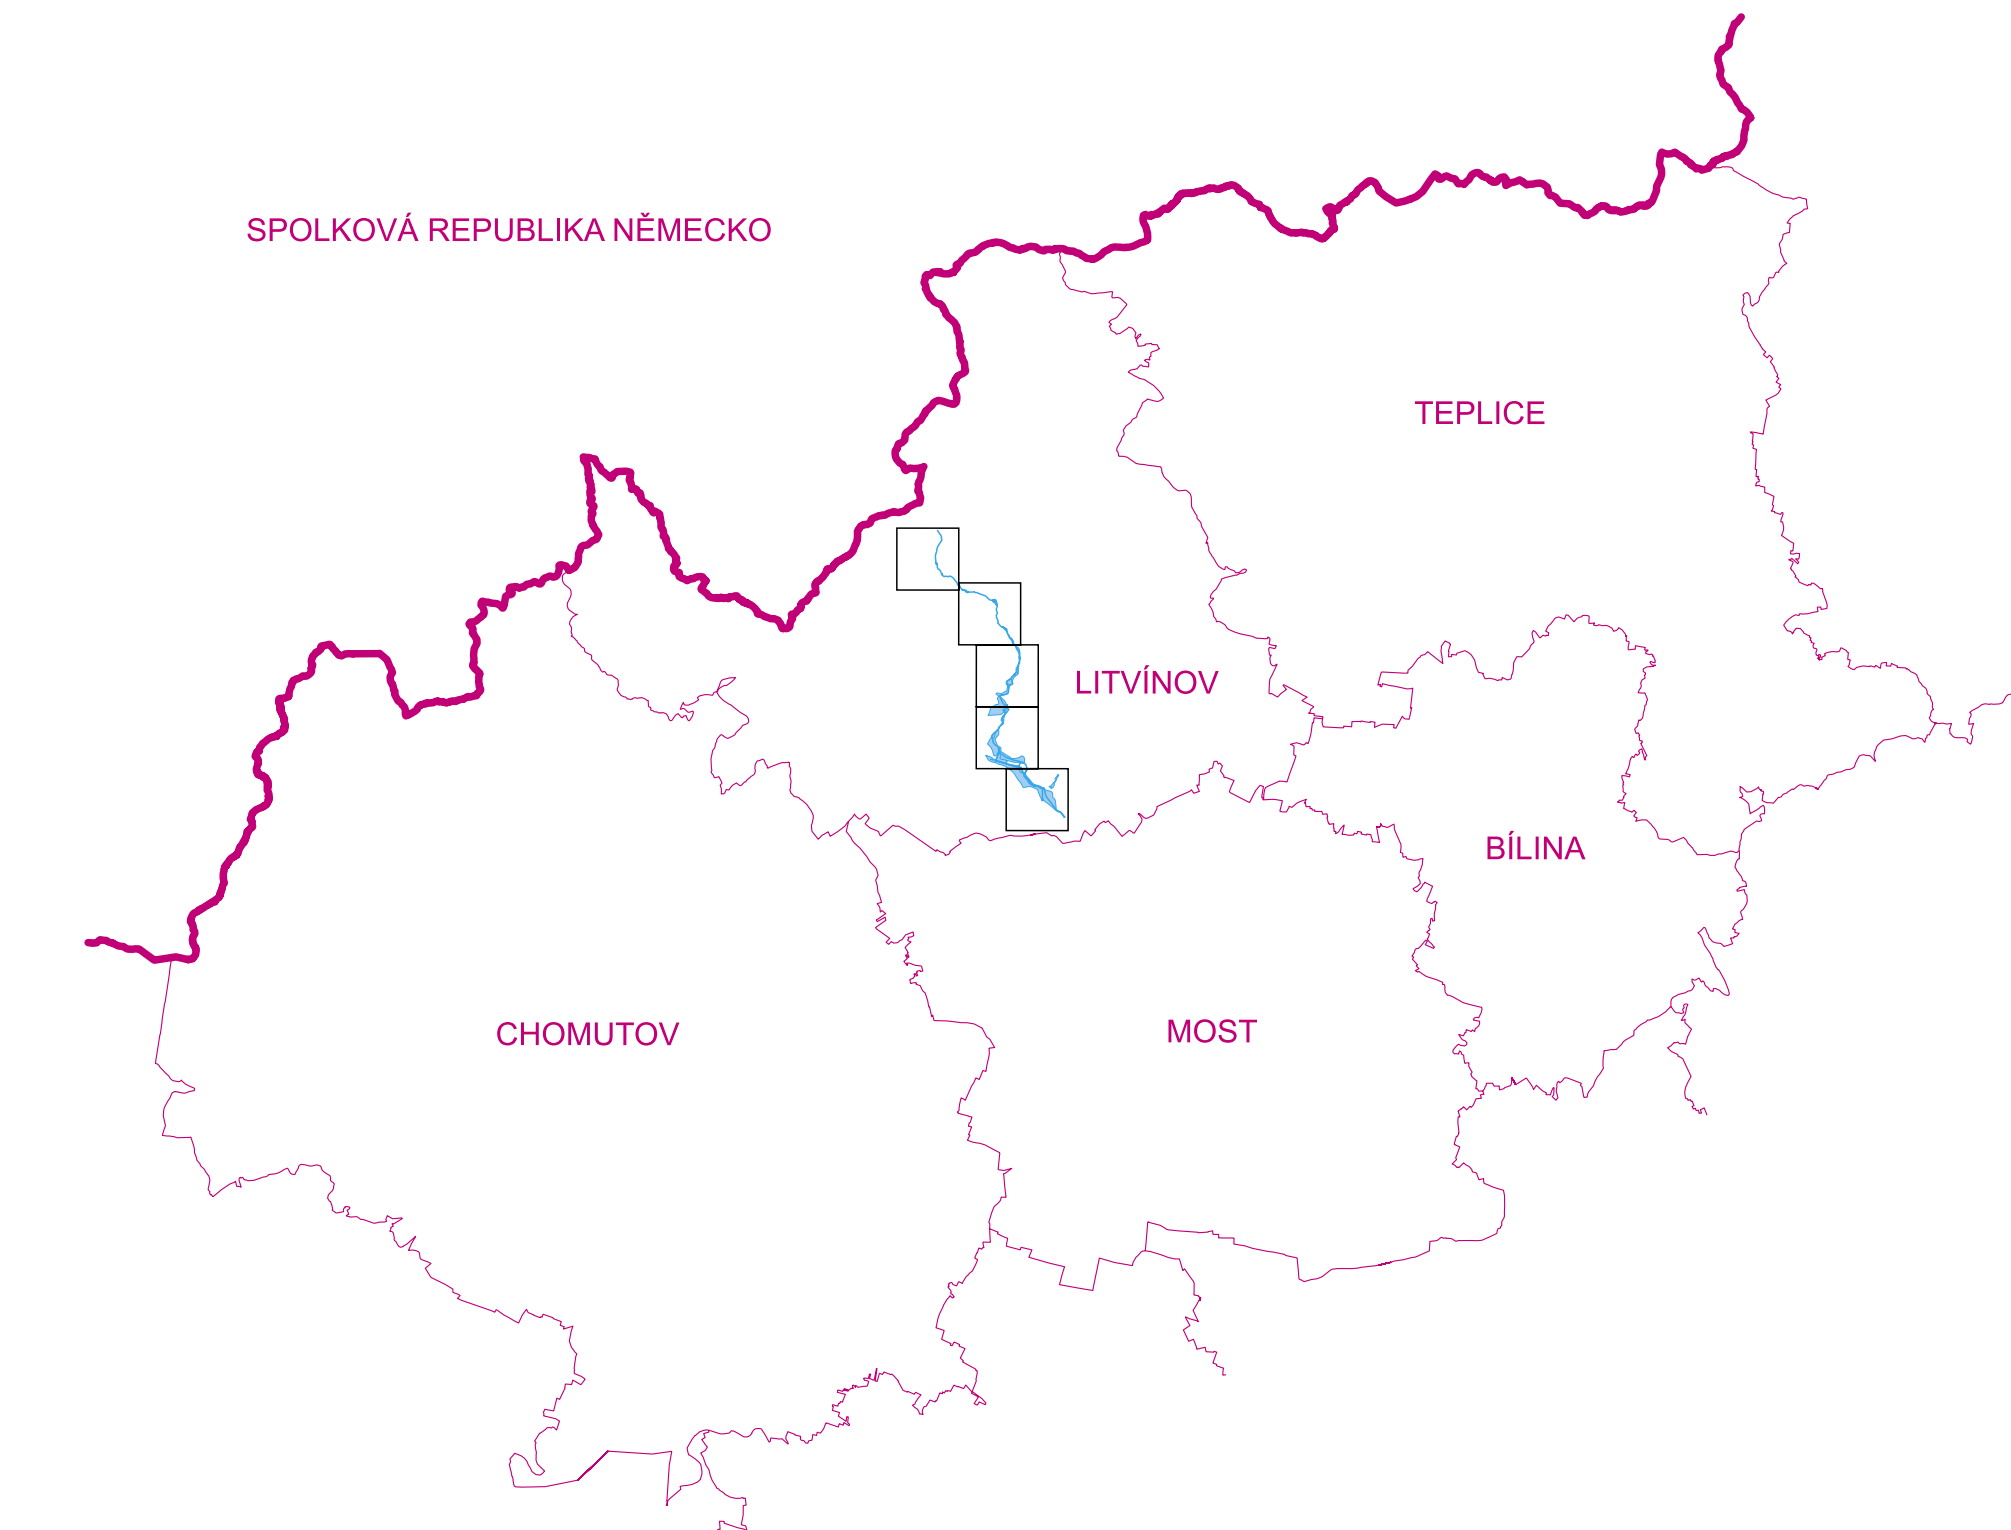 SPOLKOVÁ REPUBLIKA NĚMECKO
TEPLICE
LITVÍNOV
BÍLINA
CHOMUTOV
MOST